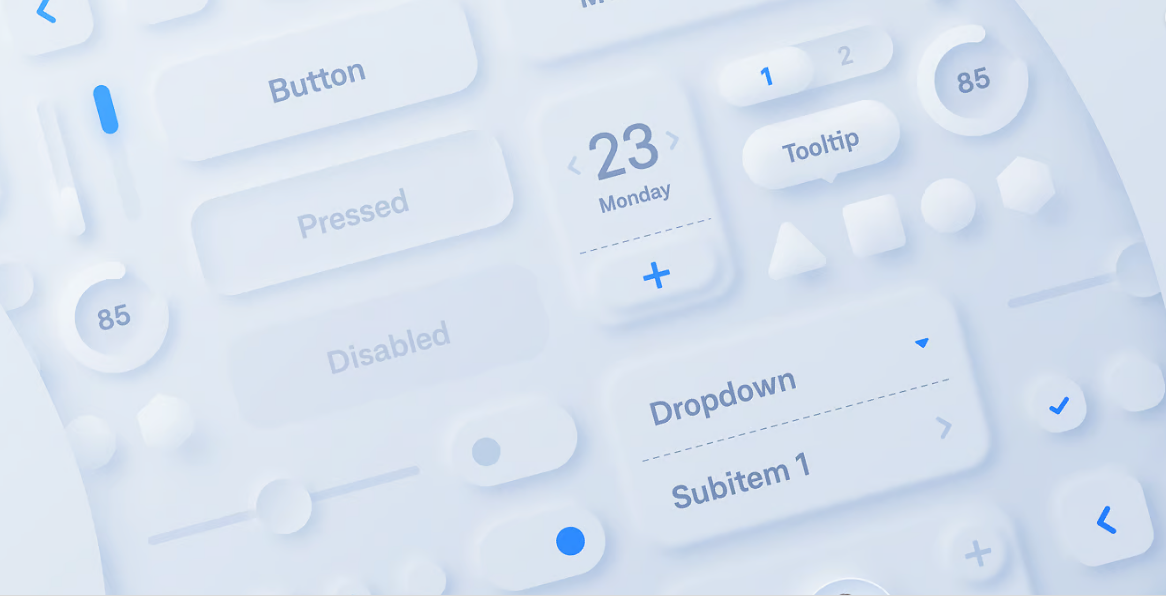 Button
Pressed
Disabled
85
23
Monday
1
2
Tooltip
85
Dropdown
Subitem 1